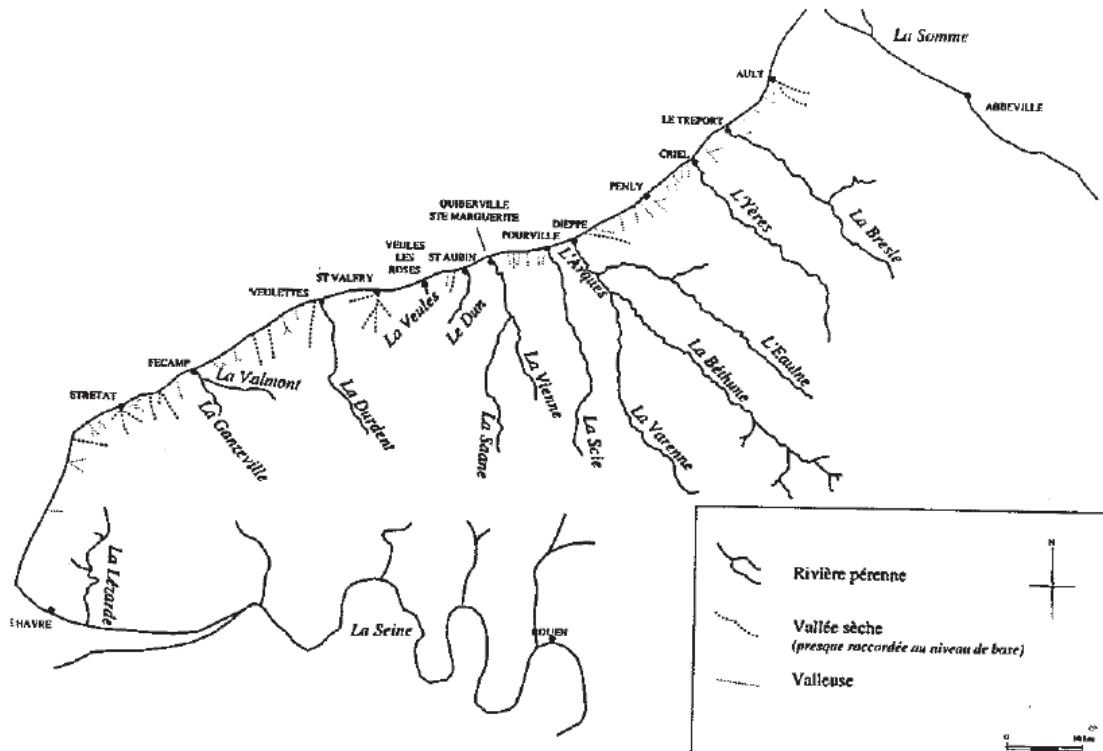 La Somme
AULT
ABBEVILLE
LE TREPORT
CRIEL
PENLY
L'Yères
La Bresle
QUIBERVILLE
STE MARGUERITE
DIEPPE
POURVILLE
VEULES
LES
ROSES
ST AUBIN
L'Arques
ST VALERY
VEULETTES
La Veules
Le Dun
L'Eaulne
La Béthune
FECAMP
La Valmont
La Vienne
ETRETAT
La Ganzeville
La Durdent
La Saane
La Scie
La Varenne
La Lézarde
HAVRE
La Seine
ROUEN
N
Rivière pérenne
Vallée sèche
(presque raccordée au niveau de base)
Valleuse
0